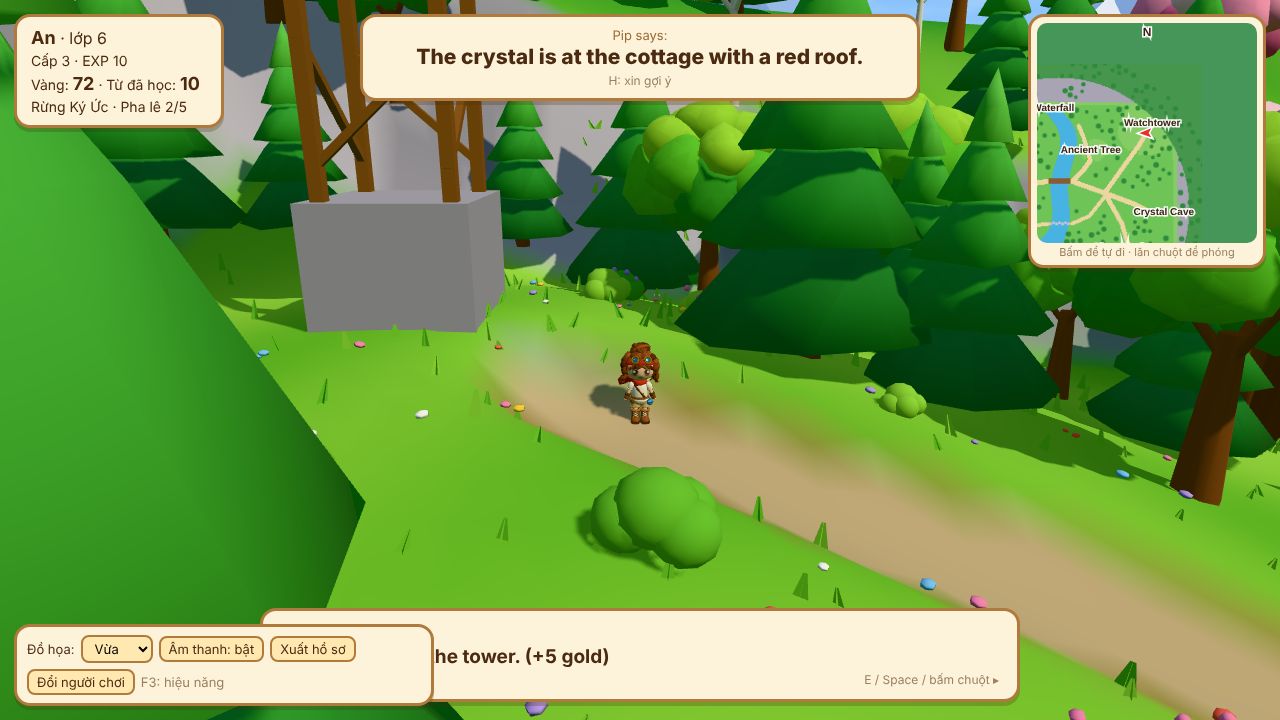 An · lớp 6
Cấp 3 · EXP 10
Vàng: 72 · Từ đã học: 10
Rừng Ký Ức · Pha lê 2/5
Pip says:
The crystal is at the cottage with a red roof.
H: xin gợi ý
N
Waterfall
Watchtower
Ancient Tree
Crystal Cave
Bấm để tự đi · lăn chuột để phóng
he tower. (+5 gold)
E / Space / bấm chuột ▸
Đồ họa: Vừa Âm thanh: bật Xuất hồ sơ
Đổi người chơi F3: hiệu năng